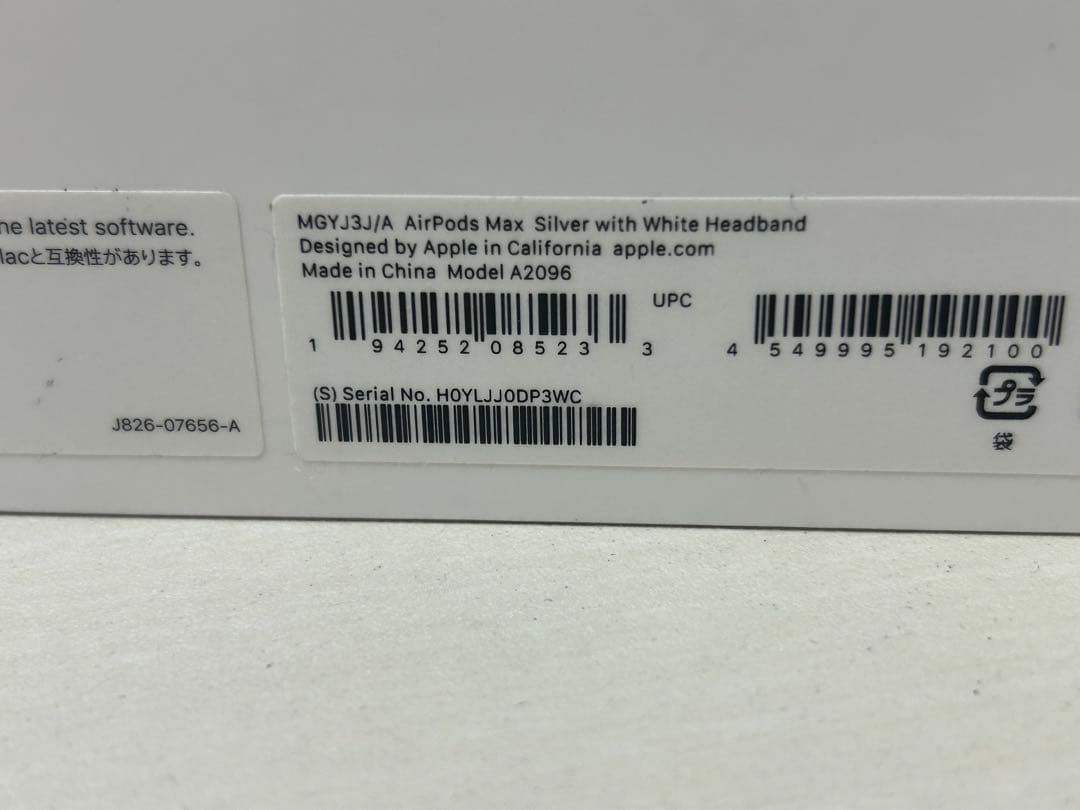 he latest software.
Macと互換性があります。
J826-07656-A
MGYJ3J/A AirPods Max Silver with White Headband
Designed by Apple in California apple.com
Made in China Model A2096
1 94252 08523 3
UPC
4 549995 192100
(S) Serial No. H0YLJJ0DP3WC
プラ
袋